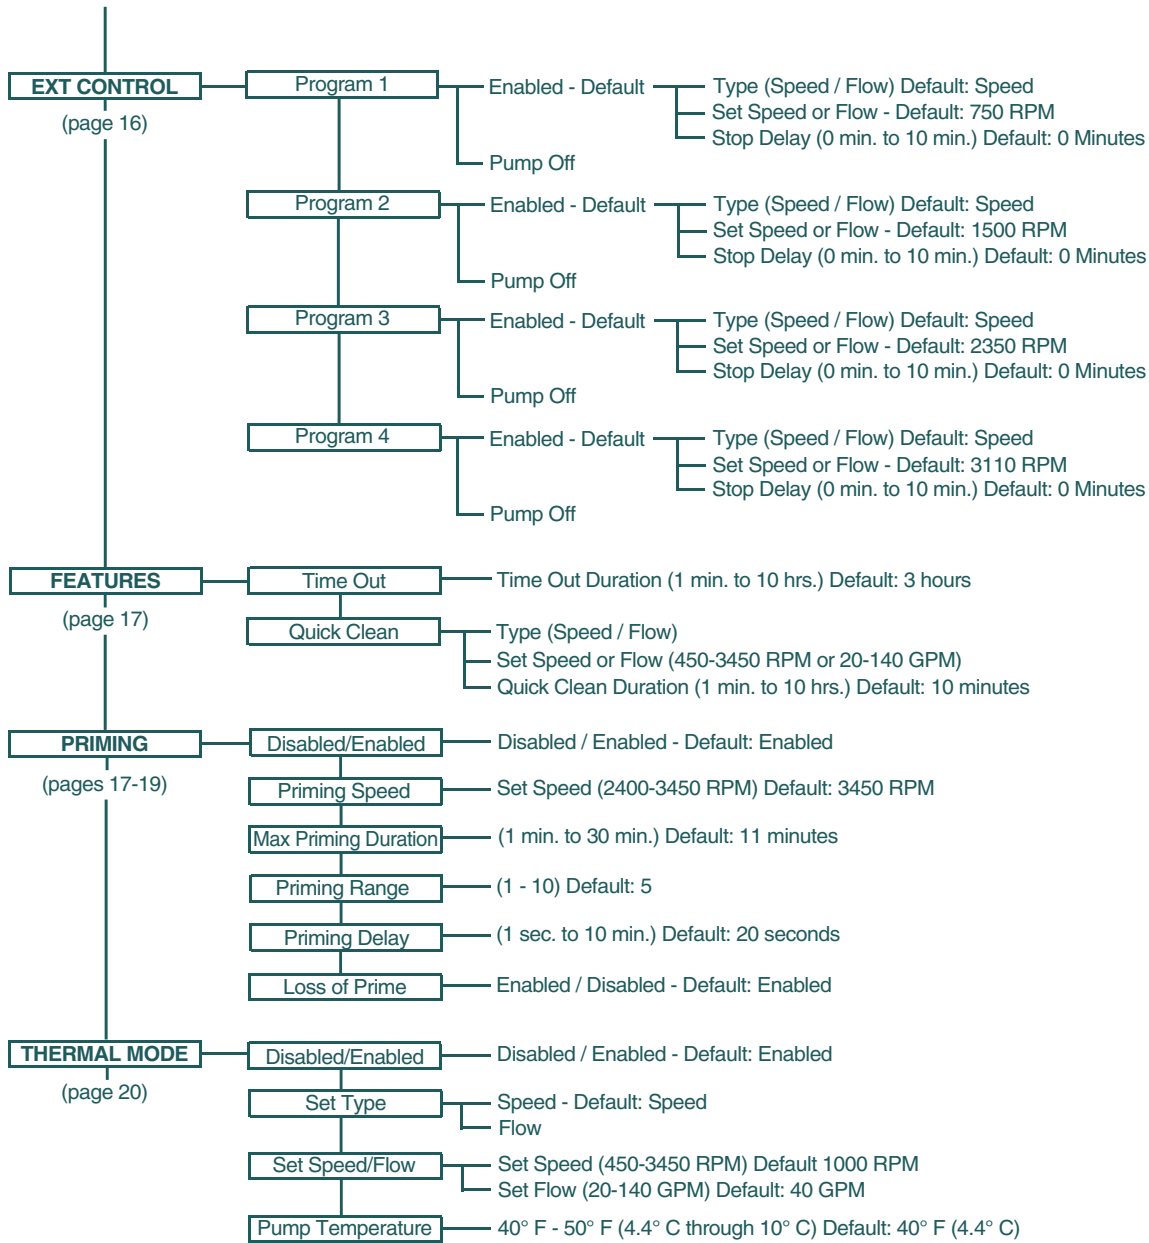 EXT CONTROL
(page 16)
Program 1
Enabled - Default
Type (Speed / Flow) Default: Speed
Set Speed or Flow - Default: 750 RPM
Stop Delay (0 min. to 10 min.) Default: 0 Minutes
Pump Off
Program 2
Enabled - Default
Type (Speed / Flow) Default: Speed
Set Speed or Flow - Default: 1500 RPM
Stop Delay (0 min. to 10 min.) Default: 0 Minutes
Pump Off
Program 3
Enabled - Default
Type (Speed / Flow) Default: Speed
Set Speed or Flow - Default: 2350 RPM
Stop Delay (0 min. to 10 min.) Default: 0 Minutes
Pump Off
Program 4
Enabled - Default
Type (Speed / Flow) Default: Speed
Set Speed or Flow - Default: 3110 RPM
Stop Delay (0 min. to 10 min.) Default: 0 Minutes
Pump Off
FEATURES
(page 17)
Time Out
Time Out Duration (1 min. to 10 hrs.) Default: 3 hours
Quick Clean
Type (Speed / Flow)
Set Speed or Flow (450-3450 RPM or 20-140 GPM)
Quick Clean Duration (1 min. to 10 hrs.) Default: 10 minutes
PRIMING
(pages 17-19)
Disabled/Enabled
Disabled / Enabled - Default: Enabled
Priming Speed
Set Speed (2400-3450 RPM) Default: 3450 RPM
Max Priming Duration
(1 min. to 30 min.) Default: 11 minutes
Priming Range
(1 - 10) Default: 5
Priming Delay
(1 sec. to 10 min.) Default: 20 seconds
Loss of Prime
Enabled / Disabled - Default: Enabled
THERMAL MODE
(page 20)
Disabled/Enabled
Disabled / Enabled - Default: Enabled
Set Type
Speed - Default: Speed
Flow
Set Speed/Flow
Set Speed (450-3450 RPM) Default 1000 RPM
Set Flow (20-140 GPM) Default: 40 GPM
Pump Temperature
40° F - 50° F (4.4° C through 10° C) Default: 40° F (4.4° C)